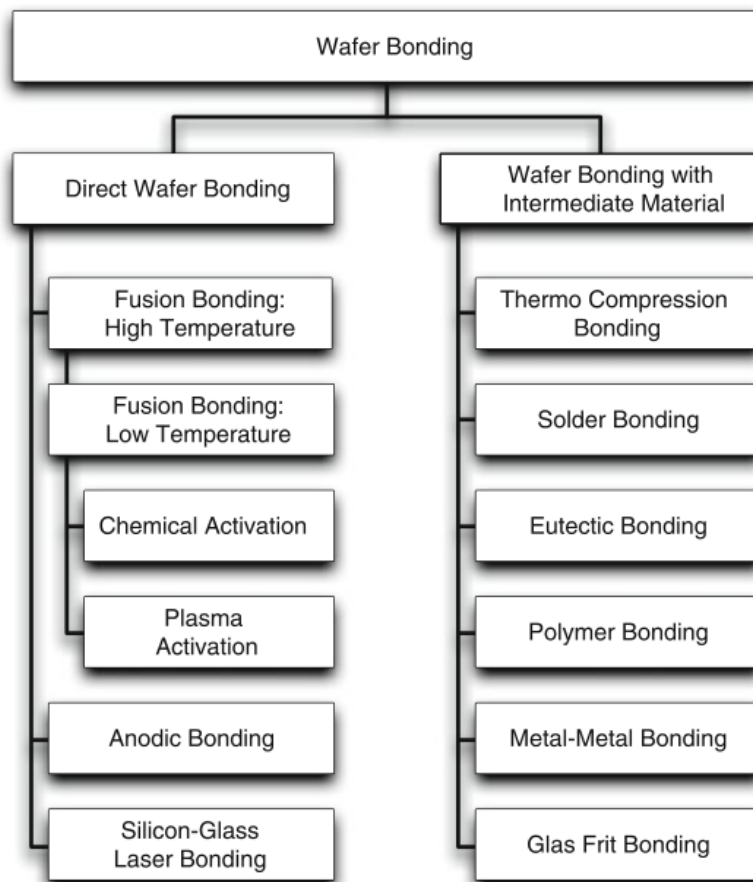 Wafer Bonding
Direct Wafer Bonding
Fusion Bonding:
High Temperature
Fusion Bonding:
Low Temperature
Chemical Activation
Plasma
Activation
Anodic Bonding
Silicon-Glass
Laser Bonding
Wafer Bonding with
Intermediate Material
Thermo Compression
Bonding
Solder Bonding
Eutectic Bonding
Polymer Bonding
Metal-Metal Bonding
Glas Frit Bonding